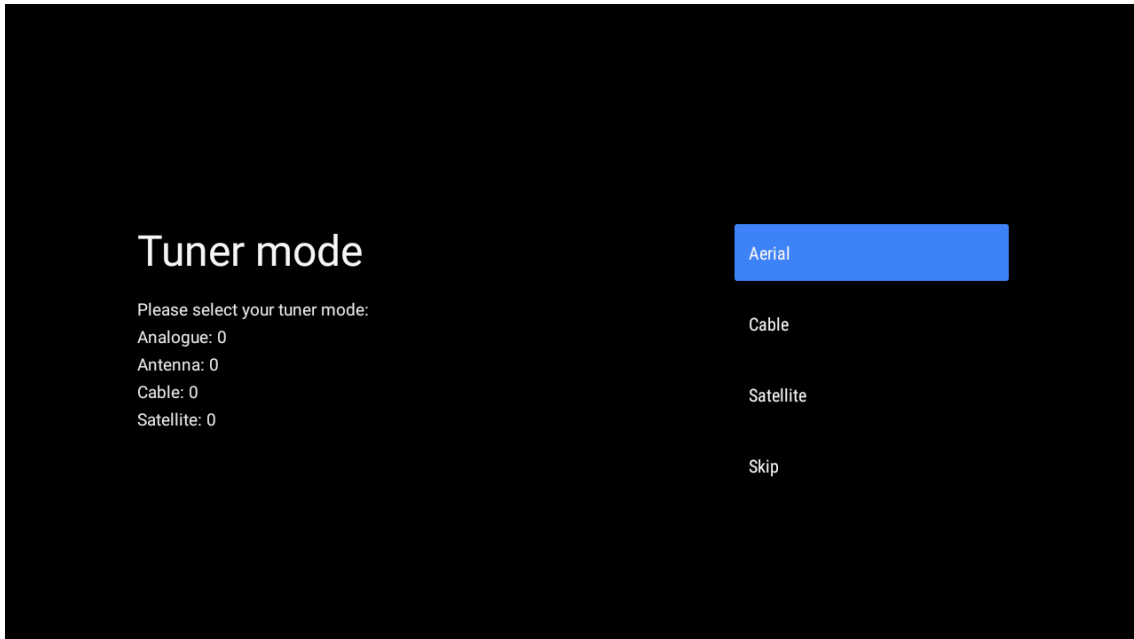 Tuner mode
Please select your tuner mode:
Analogue: 0
Antenna: 0
Cable: 0
Satellite: 0
Aerial
Cable
Satellite
Skip